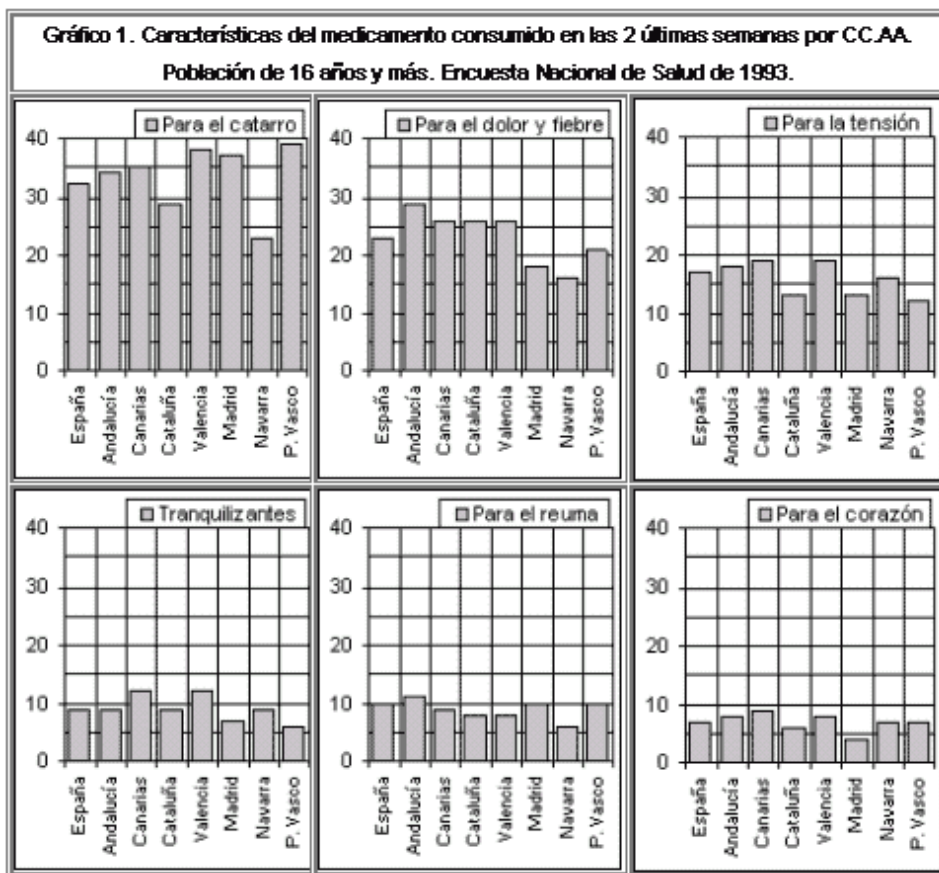 Gráfico 1. Características del medicamento consumido en las 2 últimas semanas por CC.AA.
Población de 16 años y más. Encuesta Nacional de Salud de 1993.
Para el catarro
40
30
20
10
0
España
Andalucía
Canarias
Cataluña
Valencia
Madrid
Navarra
P. Vasco
Para el dolor y fiebre
40
30
20
10
0
España
Andalucía
Canarias
Cataluña
Valencia
Madrid
Navarra
P. Vasco
Para la tensión
40
30
20
10
0
España
Andalucía
Canarias
Cataluña
Valencia
Madrid
Navarra
P. Vasco
Tranquilizantes
40
30
20
10
0
España
Andalucía
Canarias
Cataluña
Valencia
Madrid
Navarra
P. Vasco
Para el reuma
40
30
20
10
0
España
Andalucía
Canarias
Cataluña
Valencia
Madrid
Navarra
P. Vasco
Para el corazón
40
30
20
10
0
España
Andalucía
Canarias
Cataluña
Valencia
Madrid
Navarra
P. Vasco